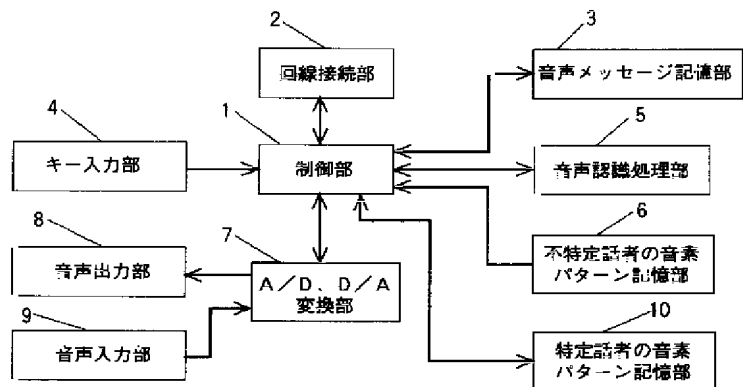 2
回線接続部
3
音声メッセージ記憶部
4
キー入力部
1
制御部
5
音声認識処理部
8
音声出力部
7
A/D、D/A
変換部
6
不特定話者の音素
パターン記憶部
9
音声入力部
10
特定話者の音素
パターン記憶部